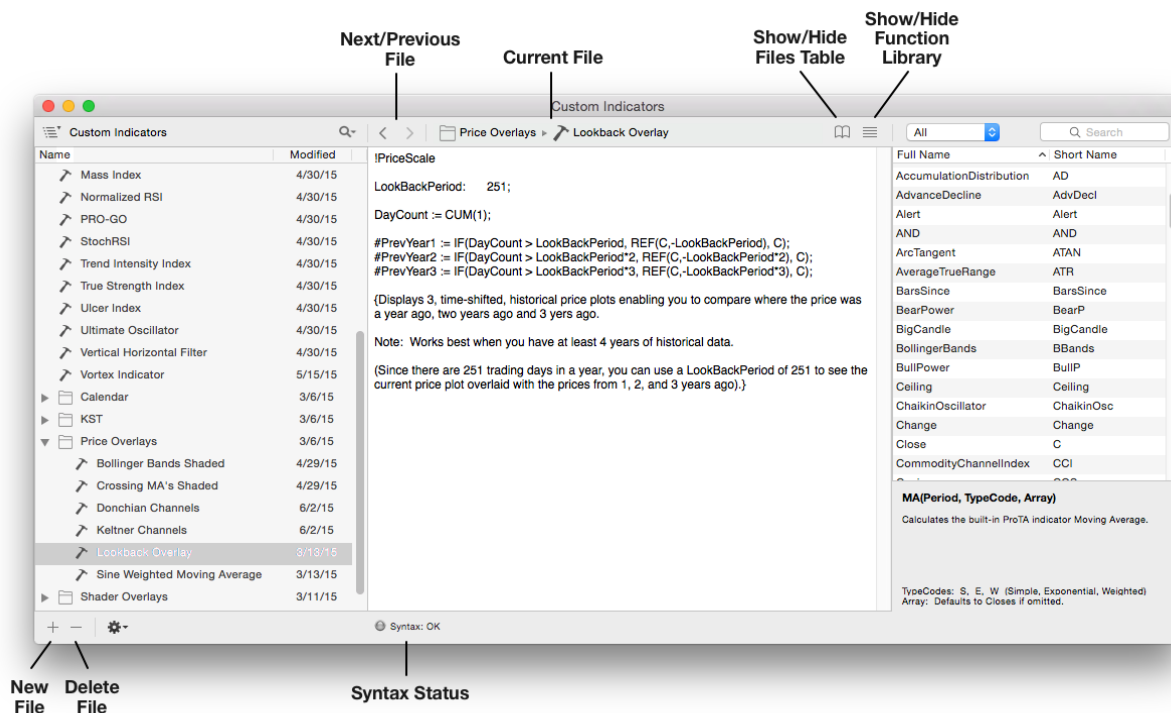 Next/Previous
File
Current File
Show/Hide
Files Table
Show/Hide
Function
Library
Custom Indicators
Custom Indicators
Price Overlays
Lookback Overlay
All
Search
Name Modified
Mass Index 4/30/15
Normalized RSI 4/30/15
PRO-GO 4/30/15
StochRSI 4/30/15
Trend Intensity Index 4/30/15
True Strength Index 4/30/15
Ulcer Index 4/30/15
Ultimate Oscillator 4/30/15
Vertical Horizontal Filter 4/30/15
Vortex Indicator 5/15/15
Calendar 3/6/15
KST 3/6/15
Price Overlays 3/6/15
Bollinger Bands Shaded 4/29/15
Crossing MA's Shaded 4/29/15
Donchian Channels 6/2/15
Keltner Channels 6/2/15
Lookback Overlay 3/13/15
Sine Weighted Moving Average 3/13/15
Shader Overlays 3/11/15
!PriceScale
LookBackPeriod: 251;
DayCount := CUM(1);
#PrevYear1 := IF(DayCount > LookBackPeriod, REF(C,-LookBackPeriod), C);
#PrevYear2 := IF(DayCount > LookBackPeriod*2, REF(C,-LookBackPeriod*2), C);
#PrevYear3 := IF(DayCount > LookBackPeriod*3, REF(C,-LookBackPeriod*3), C);
{Displays 3, time-shifted, historical price plots enabling you to compare where the price was
a year ago, two years ago and 3 yers ago.
Note: Works best when you have at least 4 years of historical data.
(Since there are 251 trading days in a year, you can use a LookBackPeriod of 251 to see the
current price plot overlaid with the prices from 1, 2, and 3 years ago).}
Full Name Short Name
AccumulationDistribution AD
AdvanceDecline AdvDecl
Alert Alert
AND AND
ArcTangent ATAN
AverageTrueRange ATR
BarsSince BarsSince
BearPower BearP
BigCandle BigCandle
BollingerBands BBands
BullPower BullP
Ceiling Ceiling
ChaikinOscillator ChaikinOsc
Change Change
Close C
CommodityChannelIndex CCI
MA(Period, TypeCode, Array)
Calculates the built-in ProTA indicator Moving Average.
TypeCodes: S, E, W (Simple, Exponential, Weighted)
Array: Defaults to Closes if omitted.
Syntax: OK
New
File
Delete
File
Syntax Status